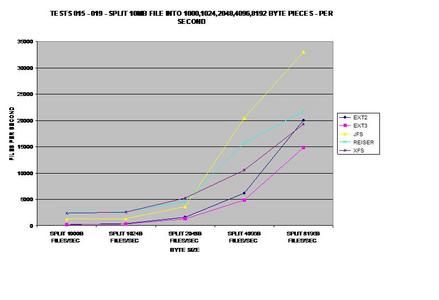 TESTS 015 - 019 - SPLIT 10MB FILE INTO 1000,1024,2048,4096,8192 BYTE PIECES - PER
SECOND
35000
30000
25000
20000
15000
10000
5000
0
FILES PER SECOND
SPLIT 1000B SPLIT 1024B SPLIT 2048B SPLIT 4096B SPLIT 8192B
FILES/SEC FILES/SEC FILES/SEC FILES/SEC FILES/SEC
BYTE SIZE
EXT2
EXT3
JFS
REISER
XFS